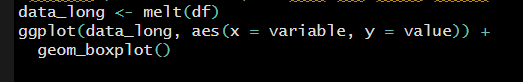 data_long <- melt(df)
ggplot(data_long, aes(x = variable, y = value)) +
  geom_boxplot()